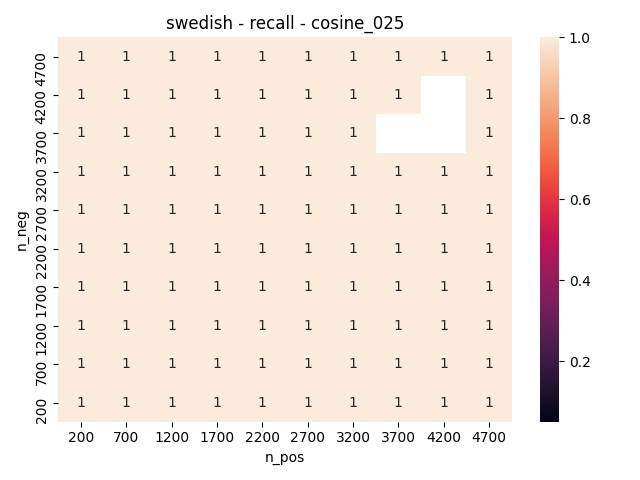 swedish - recall - cosine_025
4700 1 1 1 1 1 1 1 1 1 1
4200 1 1 1 1 1 1 1 1 1
3700 1 1 1 1 1 1 1 1
3200 1 1 1 1 1 1 1 1 1 1
2700 1 1 1 1 1 1 1 1 1 1
2200 1 1 1 1 1 1 1 1 1 1
1700 1 1 1 1 1 1 1 1 1 1
1200 1 1 1 1 1 1 1 1 1 1
700 1 1 1 1 1 1 1 1 1 1
200 1 1 1 1 1 1 1 1 1 1
n_neg
200 700 1200 1700 2200 2700 3200 3700 4200 4700
n_pos
1.0
0.8
0.6
0.4
0.2